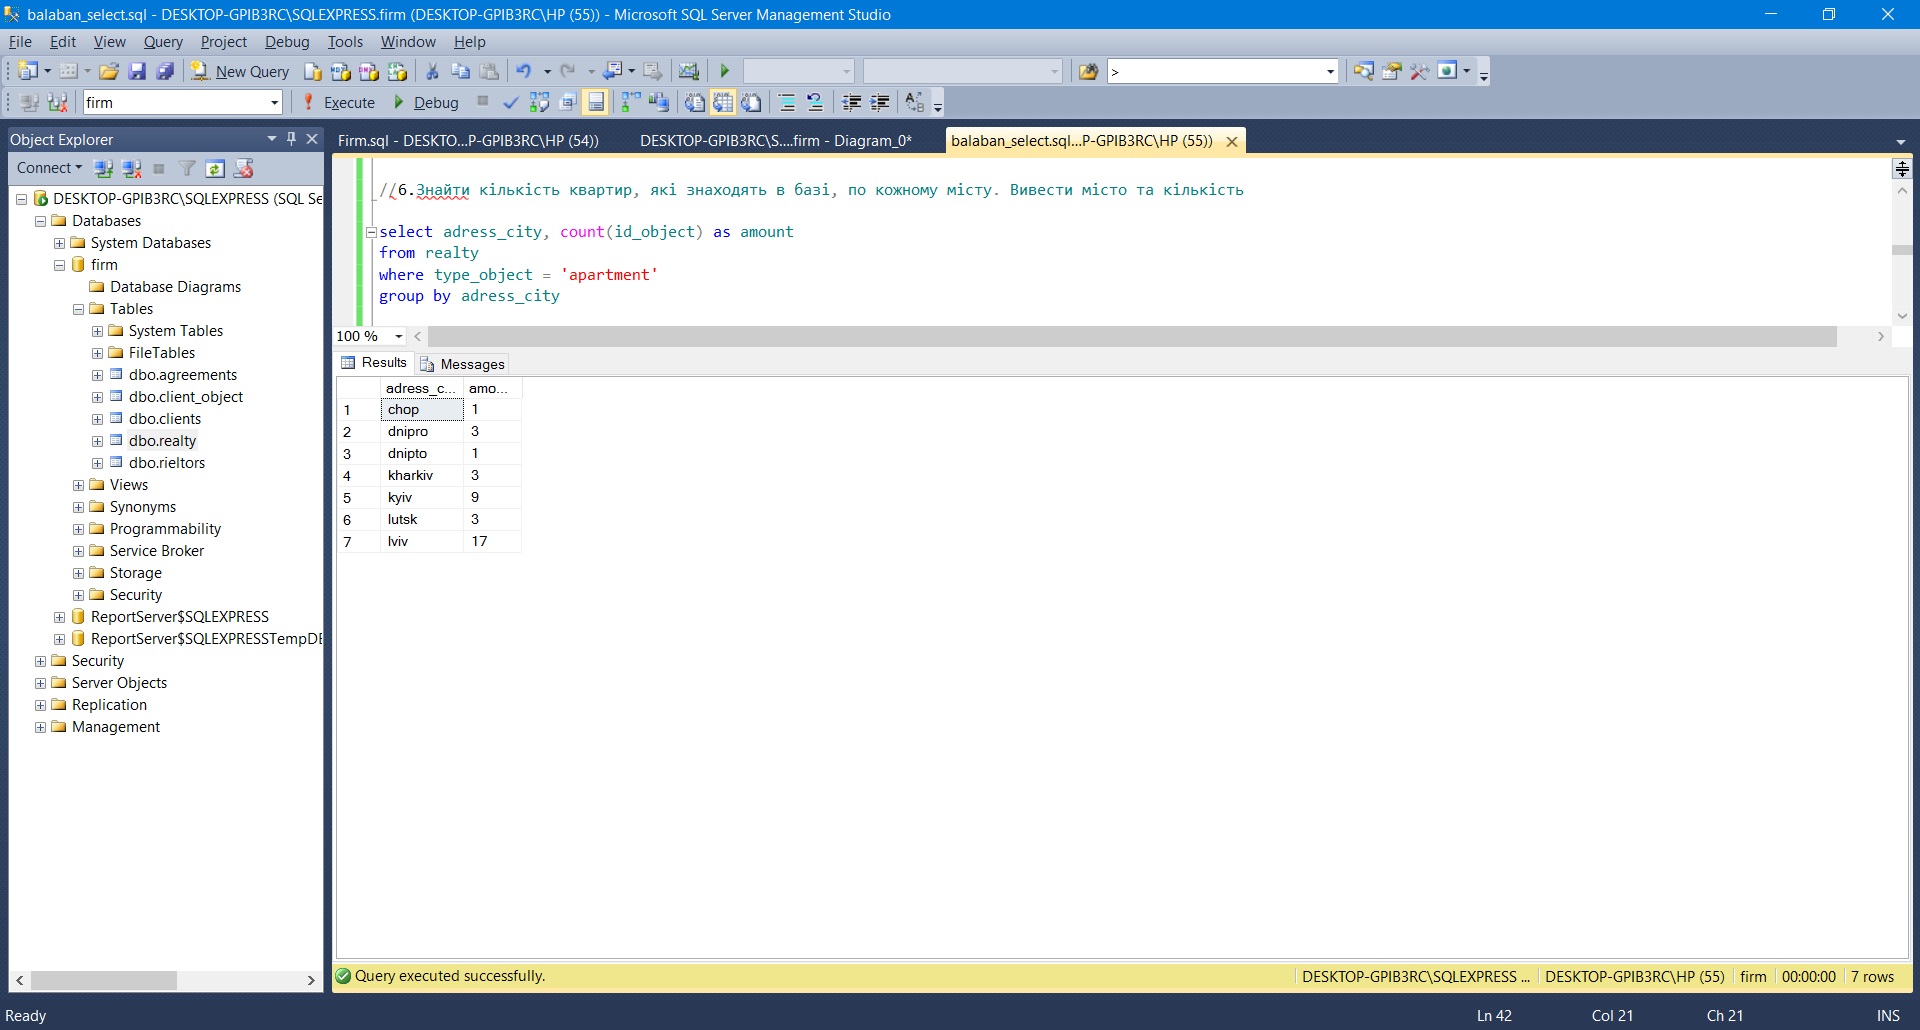 balaban_select.sql - DESKTOP-GPIB3RC\SQLEXPRESS.firm (DESKTOP-GPIB3RC\HP (55)) - Microsoft SQL Server Management Studio
File Edit View Query Project Debug Tools Window Help
New Query >
firm Execute Debug
Object Explorer
Connect
DESKTOP-GPIB3RC\SQLEXPRESS (SQL Se
Databases
System Databases
firm
Database Diagrams
Tables
System Tables
FileTables
dbo.agreements
dbo.client_object
dbo.clients
dbo.realty
dbo.rieltors
Views
Synonyms
Programmability
Service Broker
Storage
Security
ReportServer$SQLEXPRESS
ReportServer$SQLEXPRESSTempDB
Security
Server Objects
Replication
Management
Firm.sql - DESKTO...P-GPIB3RC\HP (54)) DESKTOP-GPIB3RC\S....firm - Diagram_0* balaban_select.sql...P-GPIB3RC\HP (55))
//6.Знайти кількість квартир, які знаходять в базі, по кожному місту. Вивести місто та кількість
select adress_city, count(id_object) as amount
from realty
where type_object = 'apartment'
group by adress_city
100 %
Results Messages
adress_c... amo...
1 chop 1
2 dnipro 3
3 dnipto 1
4 kharkiv 3
5 kyiv 9
6 lutsk 3
7 lviv 17
Query executed successfully. DESKTOP-GPIB3RC\SQLEXPRESS ... DESKTOP-GPIB3RC\HP (55) firm 00:00:00 7 rows
Ready Ln 42 Col 21 Ch 21 INS